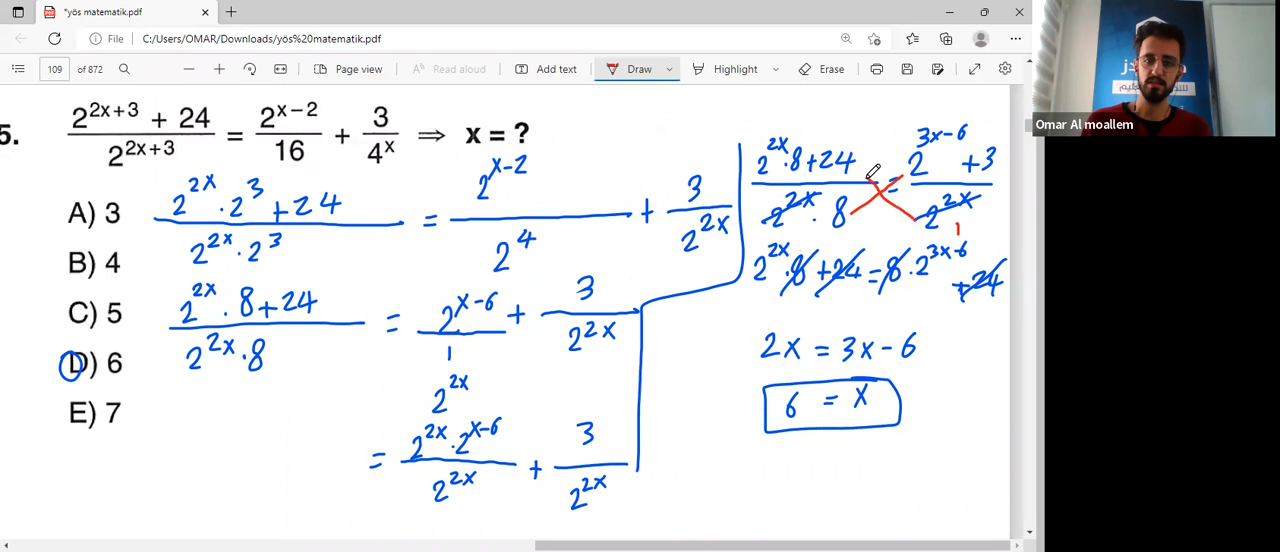 *yös matematik.pdf
File C:/Users/OMAR/Downloads/yös%20matematik.pdf
109 of 872 Page view Read aloud Add text Draw Highlight Erase
Omar Al moallem
5. (2^(2x+3) + 24)/2^(2x+3) = 2^(x−2)/16 + 3/4^x ⇒ x = ?
A) 3
B) 4
C) 5
D) 6
E) 7
(2^(2x) · 2^3 + 24)/(2^(2x) · 2^3) = 2^(x−2)/2^4 + 3/2^(2x)
(2^(2x) · 8 + 24)/(2^(2x) · 8) = 2^(x−6)/1 + 3/2^(2x)
2^(2x)
= (2^(2x) · 2^(x−6))/2^(2x) + 3/2^(2x)
(2^(2x) · 8 + 24)/(2^(2x) · 8) = (2^(3x−6) + 3)/2^(2x)
1
2^(2x) · 8 + 24 = 8 · 2^(3x−6) + 24
2x = 3x − 6
6 = x